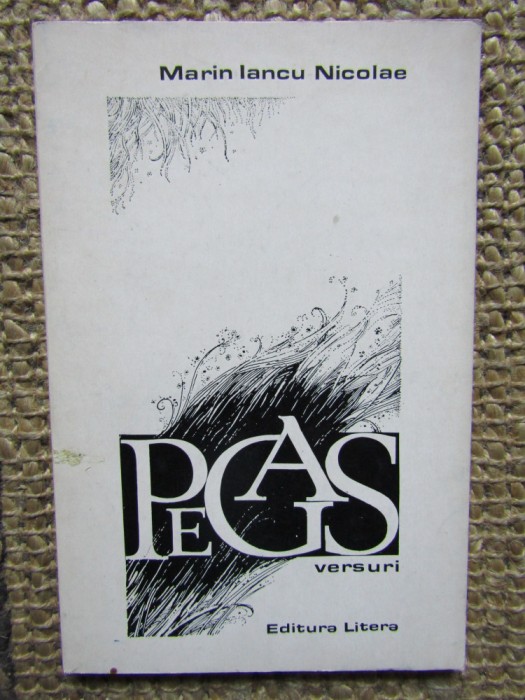 Marin Iancu Nicolae
PEGAS
versuri
Editura Litera